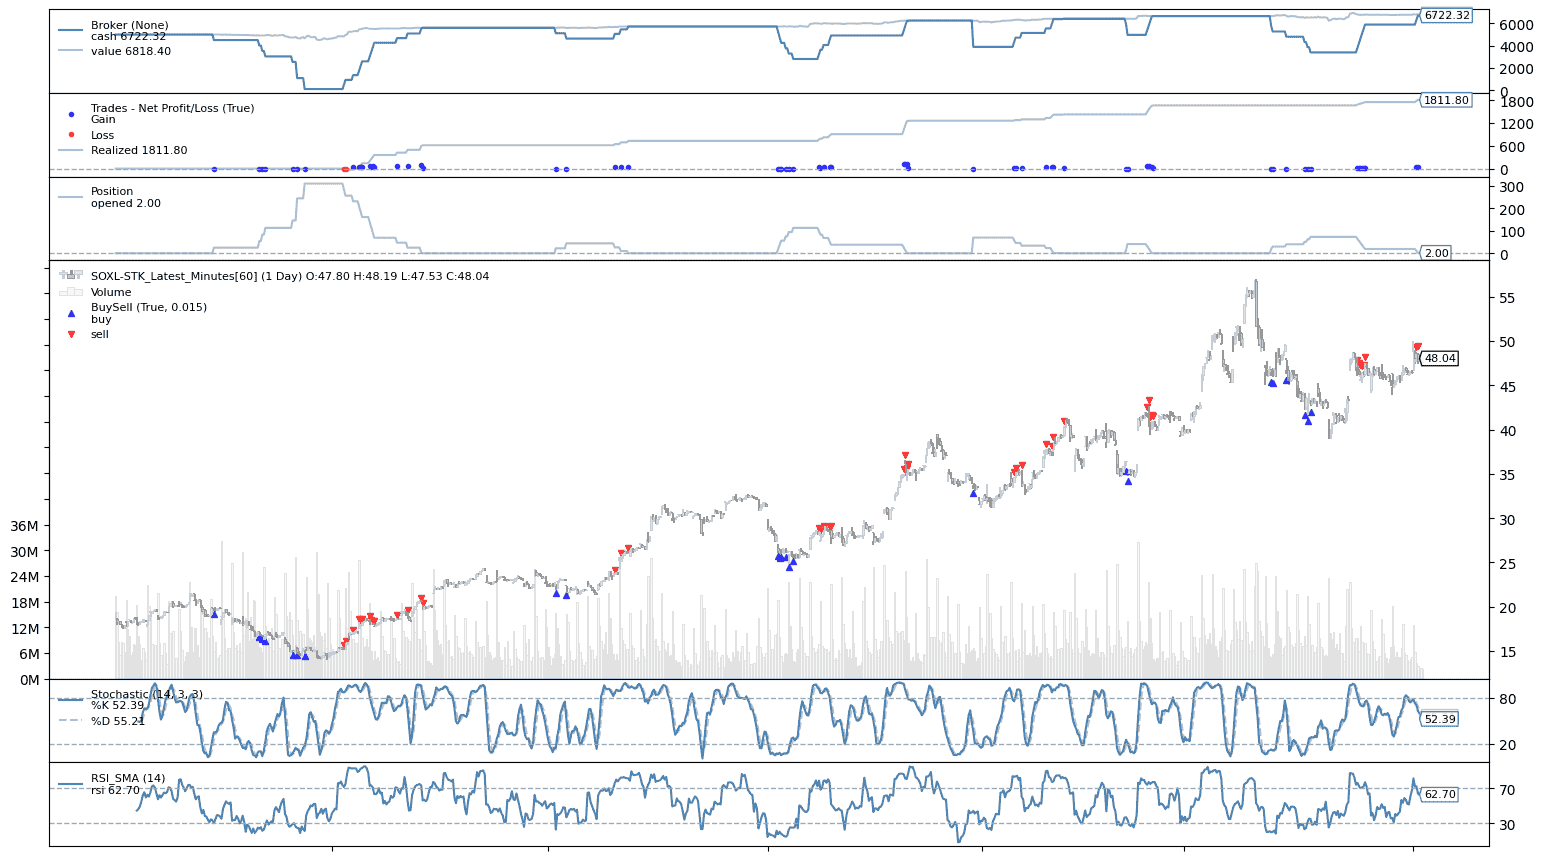 Broker (None)
cash 6722.32
value 6818.40
6722.32
6000
4000
2000
0
Trades - Net Profit/Loss (True)
Gain
Loss
Realized 1811.80
1811.80
1800
1200
600
0
Position
opened 2.00
300
200
100
0
2.00
SOXL-STK_Latest_Minutes[60] (1 Day) O:47.80 H:48.19 L:47.53 C:48.04
Volume
BuySell (True, 0.015)
buy
sell
55
50
48.04
45
40
35
30
25
20
15
36M
30M
24M
18M
12M
6M
0M
Stochastic (14, 3, 3)
%K 52.39
%D 55.21
80
52.39
20
RSI_SMA (14)
rsi 62.70
70
62.70
30